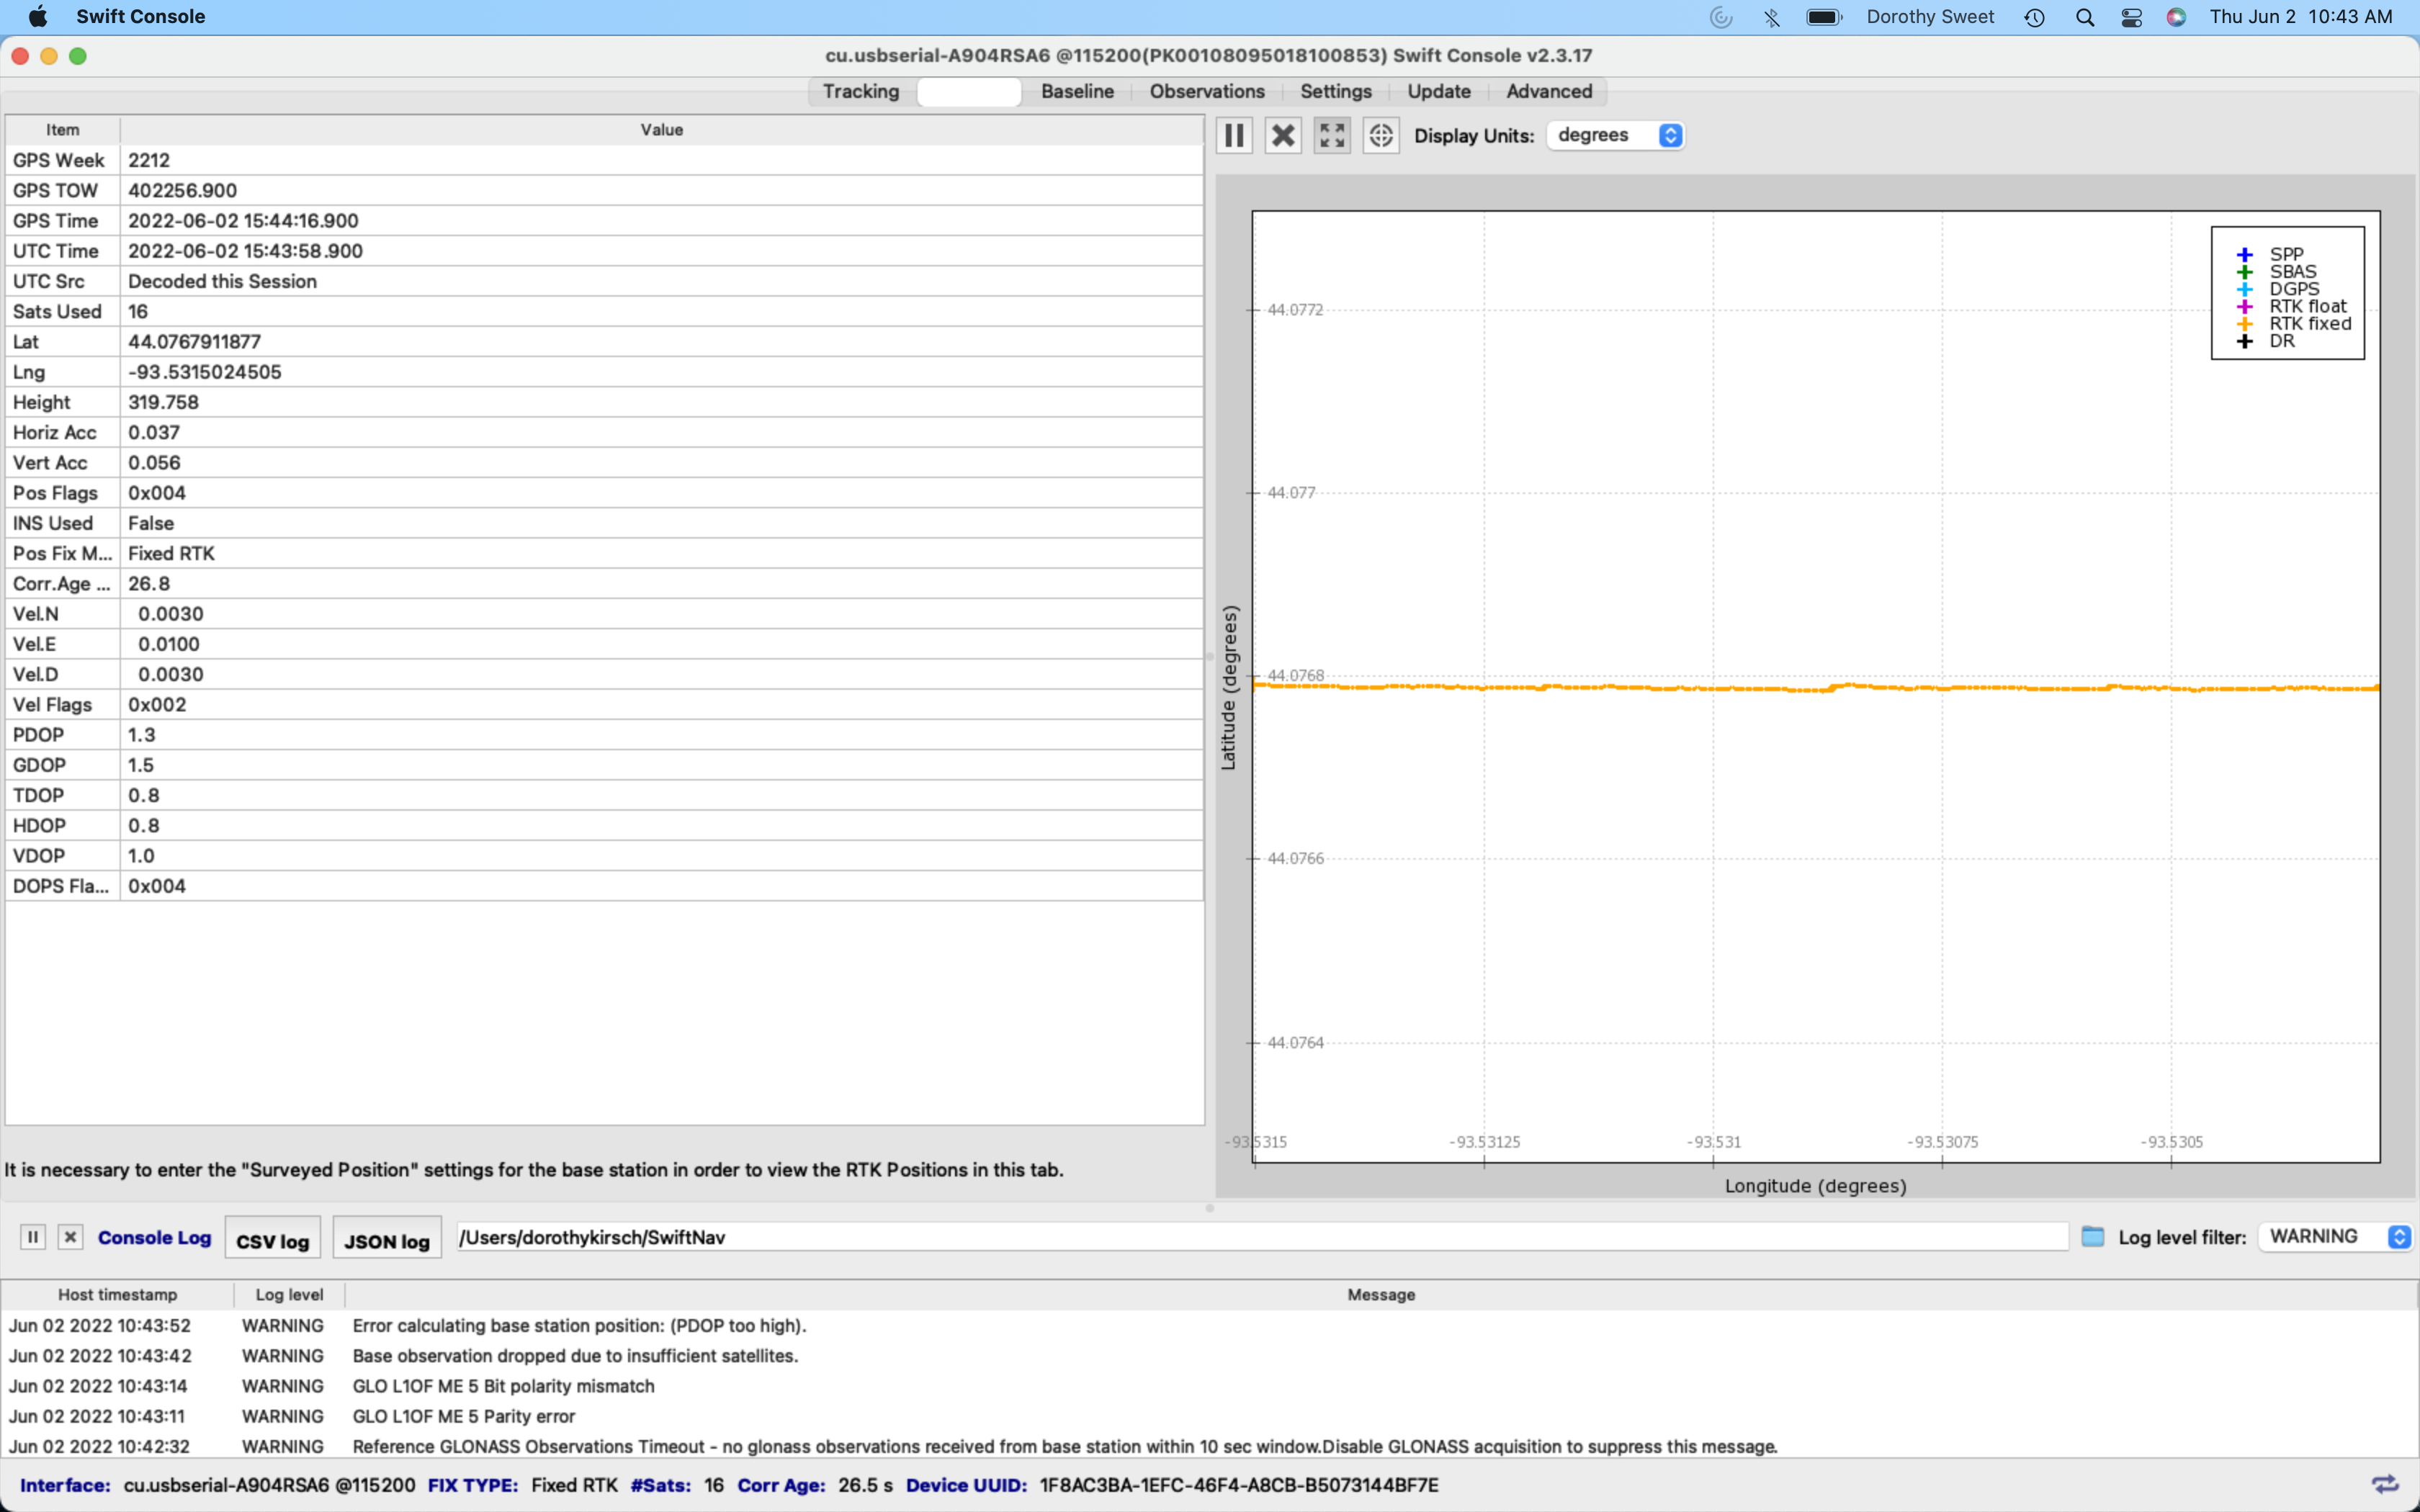 Swift Console Dorothy Sweet Thu Jun 2 10:43 AM
cu.usbserial-A904RSA6 @115200(PK00108095018100853) Swift Console v2.3.17
Tracking Baseline Observations Settings Update Advanced
Item Value
GPS Week 2212
GPS TOW 402256.900
GPS Time 2022-06-02 15:44:16.900
UTC Time 2022-06-02 15:43:58.900
UTC Src Decoded this Session
Sats Used 16
Lat 44.0767911877
Lng -93.5315024505
Height 319.758
Horiz Acc 0.037
Vert Acc 0.056
Pos Flags 0x004
INS Used False
Pos Fix M... Fixed RTK
Corr.Age ... 26.8
Vel.N 0.0030
Vel.E 0.0100
Vel.D 0.0030
Vel Flags 0x002
PDOP 1.3
GDOP 1.5
TDOP 0.8
HDOP 0.8
VDOP 1.0
DOPS Fla... 0x004
It is necessary to enter the "Surveyed Position" settings for the base station in order to view the RTK Positions in this tab.
Display Units: degrees
SPP
SBAS
DGPS
RTK float
RTK fixed
DR
44.0772
44.077
44.0768
44.0766
44.0764
Latitude (degrees)
-93.5315 -93.53125 -93.531 -93.53075 -93.5305
Longitude (degrees)
Console Log CSV log JSON log /Users/dorothykirsch/SwiftNav Log level filter: WARNING
Host timestamp Log level Message
Jun 02 2022 10:43:52 WARNING Error calculating base station position: (PDOP too high).
Jun 02 2022 10:43:42 WARNING Base observation dropped due to insufficient satellites.
Jun 02 2022 10:43:14 WARNING GLO L1OF ME 5 Bit polarity mismatch
Jun 02 2022 10:43:11 WARNING GLO L1OF ME 5 Parity error
Jun 02 2022 10:42:32 WARNING Reference GLONASS Observations Timeout - no glonass observations received from base station within 10 sec window.Disable GLONASS acquisition to suppress this message.
Interface: cu.usbserial-A904RSA6 @115200 FIX TYPE: Fixed RTK #Sats: 16 Corr Age: 26.5 s Device UUID: 1F8AC3BA-1EFC-46F4-A8CB-B5073144BF7E